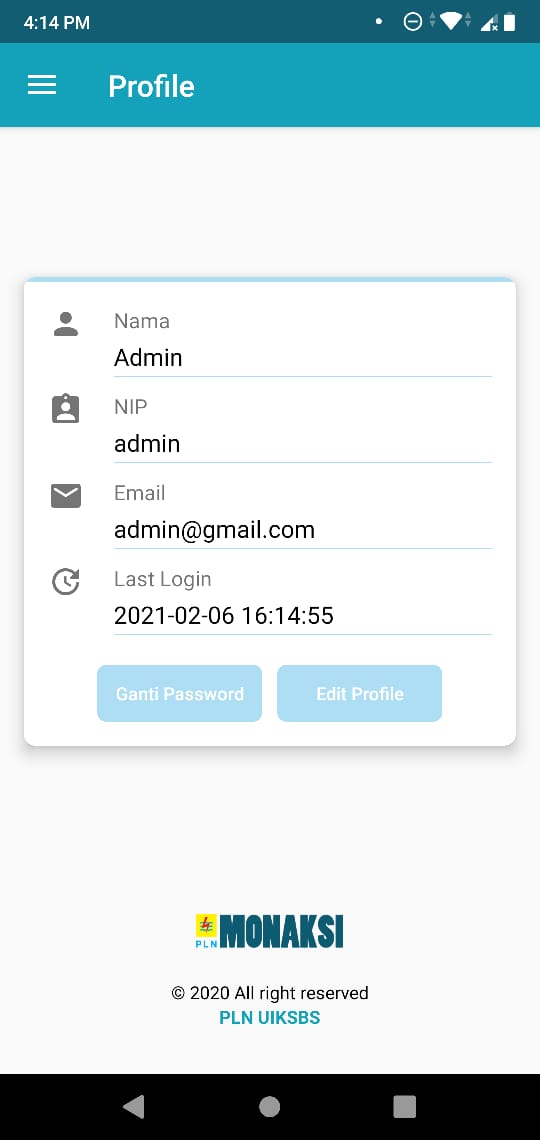 4:14 PM
Profile
Nama
Admin
NIP
admin
Email
admin@gmail.com
Last Login
2021-02-06 16:14:55
Ganti Password
Edit Profile
PLN MONAKSI
© 2020 All right reserved
PLN UIKSBS